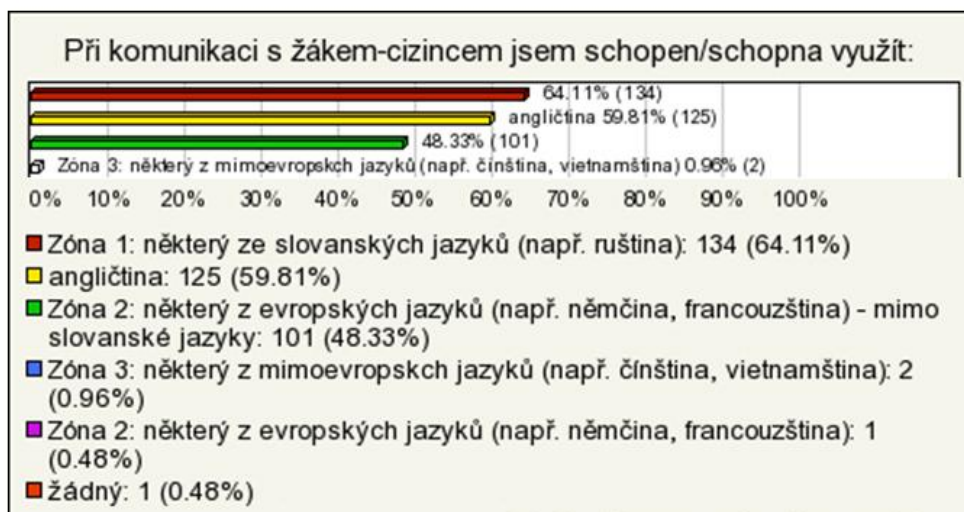 Při komunikaci s žákem-cizincem jsem schopen/schopna využít:
64.11% (134)
angličtina 59.81% (125)
48.33% (101)
Zóna 3: některý z mimoevropskch jazyků (např. čínština, vietnamština) 0.96% (2)
0% 10% 20% 30% 40% 50% 60% 70% 80% 90% 100%
Zóna 1: některý ze slovanských jazyků (např. ruština): 134 (64.11%)
angličtina: 125 (59.81%)
Zóna 2: některý z evropských jazyků (např. němčina, francouzština) - mimo
slovanské jazyky: 101 (48.33%)
Zóna 3: některý z mimoevropskch jazyků (např. čínština, vietnamština): 2
(0.96%)
Zóna 2: některý z evropských jazyků (např. němčina, francouzština): 1
(0.48%)
žádný: 1 (0.48%)